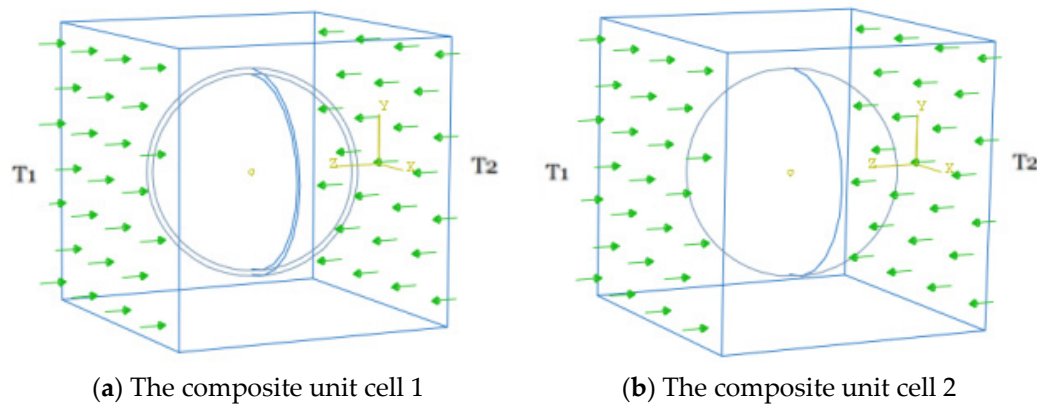 T1
Y
Z
X
T2
T1
Y
Z
X
T2
(a) The composite unit cell 1
(b) The composite unit cell 2